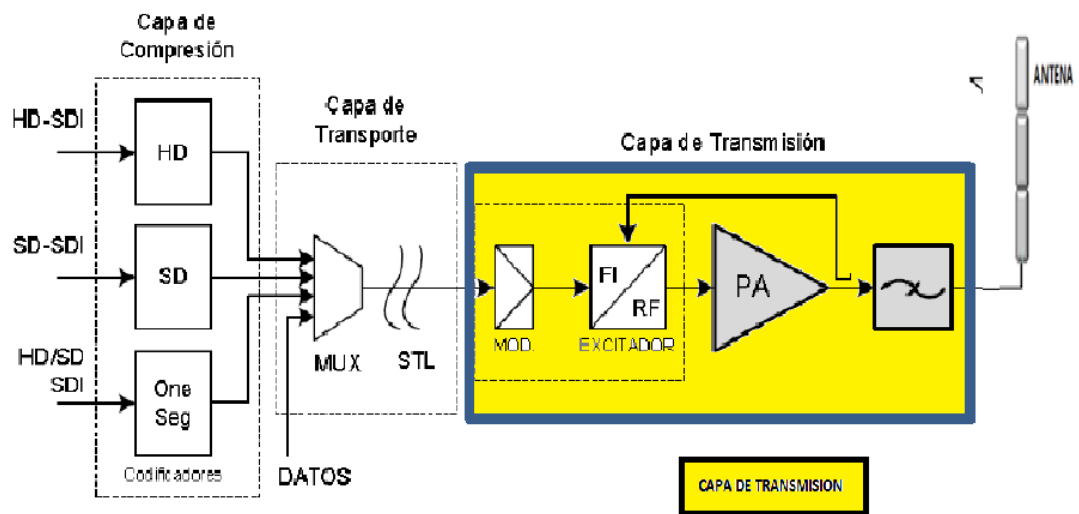 Capa de
Compresión
HD-SDI
HD
SD-SDI
SD
HD/SD
SDI
One
Seg
Codificadores
Capa de
Transporte
MUX
STL
DATOS
Capa de Transmisión
MOD.
FI
RF
EXCITADOR
PA
ANTENA
CAPA DE TRANSMISION